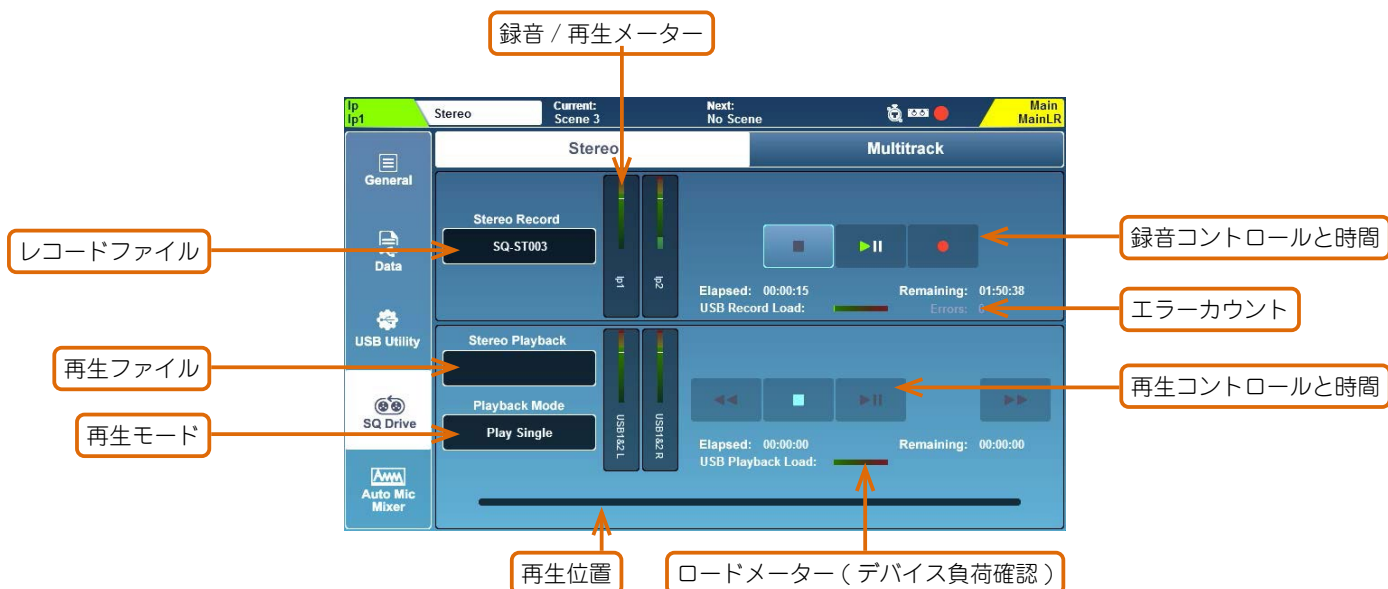 録音 / 再生メーター
Ip
Ip1
Stereo
Current:
Scene 3
Next:
No Scene
Main
MainLR
General
Data
USB Utility
SQ Drive
Auto Mic
Mixer
Stereo
Multitrack
Stereo Record
SQ-ST003
Ip1
Ip2
Elapsed: 00:00:15
Remaining: 01:50:38
USB Record Load:
Errors: 0
Stereo Playback
Playback Mode
Play Single
USB1&2 L
USB1&2 R
Elapsed: 00:00:00
Remaining: 00:00:00
USB Playback Load:
レコードファイル
再生ファイル
再生モード
録音コントロールと時間
エラーカウント
再生コントロールと時間
再生位置
ロードメーター ( デバイス負荷確認 )